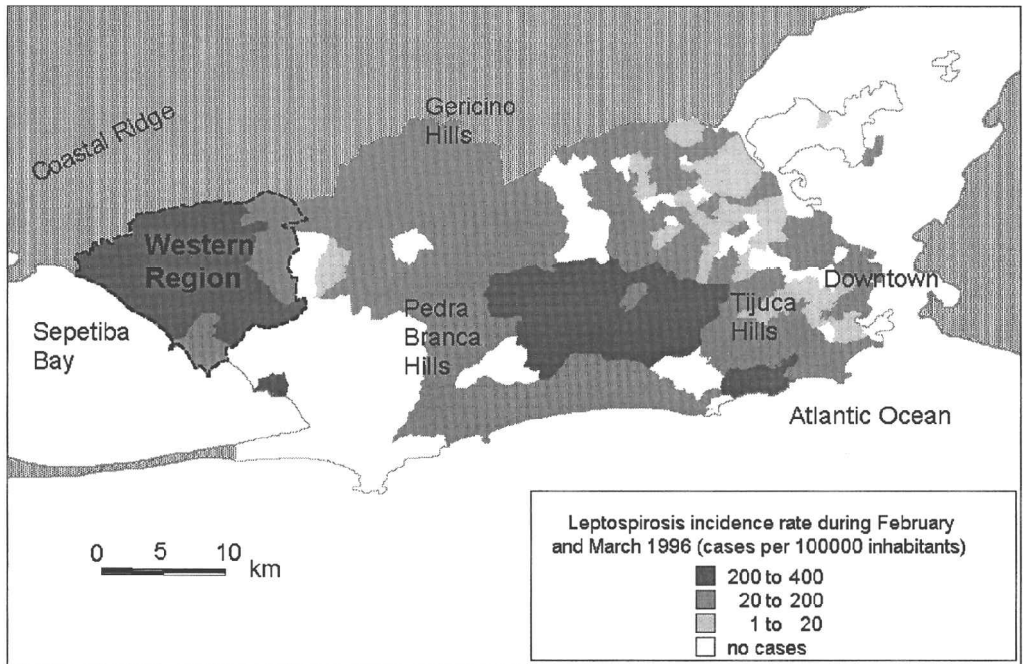 Coastal Ridge
Gericino
Hills
Western
Region
Sepetiba
Bay
Pedra
Branca
Hills
Tijuca
Hills
Downtown
Atlantic Ocean
0 5 10
km
Leptospirosis incidence rate during February
and March 1996 (cases per 100000 inhabitants)
200 to 400
20 to 200
1 to 20
no cases